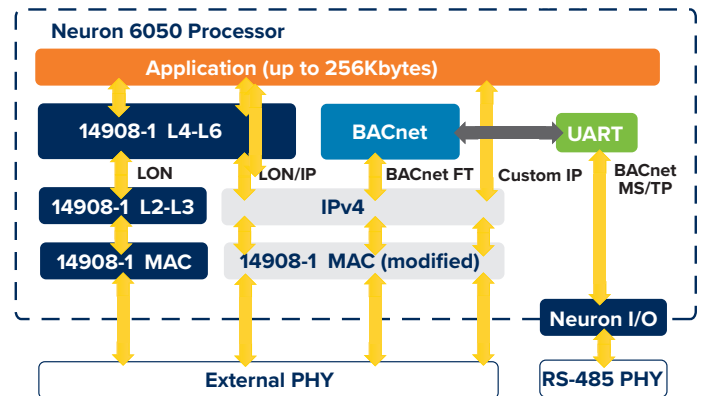 Neuron 6050 Processor
Application (up to 256Kbytes)
14908-1 L4-L6
BACnet
UART
LON
LON/IP
BACnet FT
Custom IP
BACnet
MS/TP
14908-1 L2-L3
IPv4
14908-1 MAC
14908-1 MAC (modified)
Neuron I/O
External PHY
RS-485 PHY